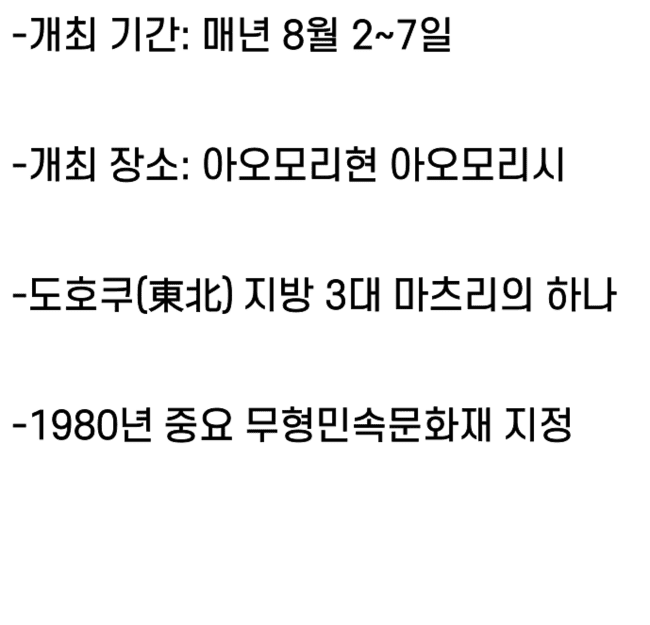 -개최 기간: 매년 8월 2~7일
-개최 장소: 아오모리현 아오모리시
-도호쿠(東北) 지방 3대 마츠리의 하나
-1980년 중요 무형민속문화재 지정